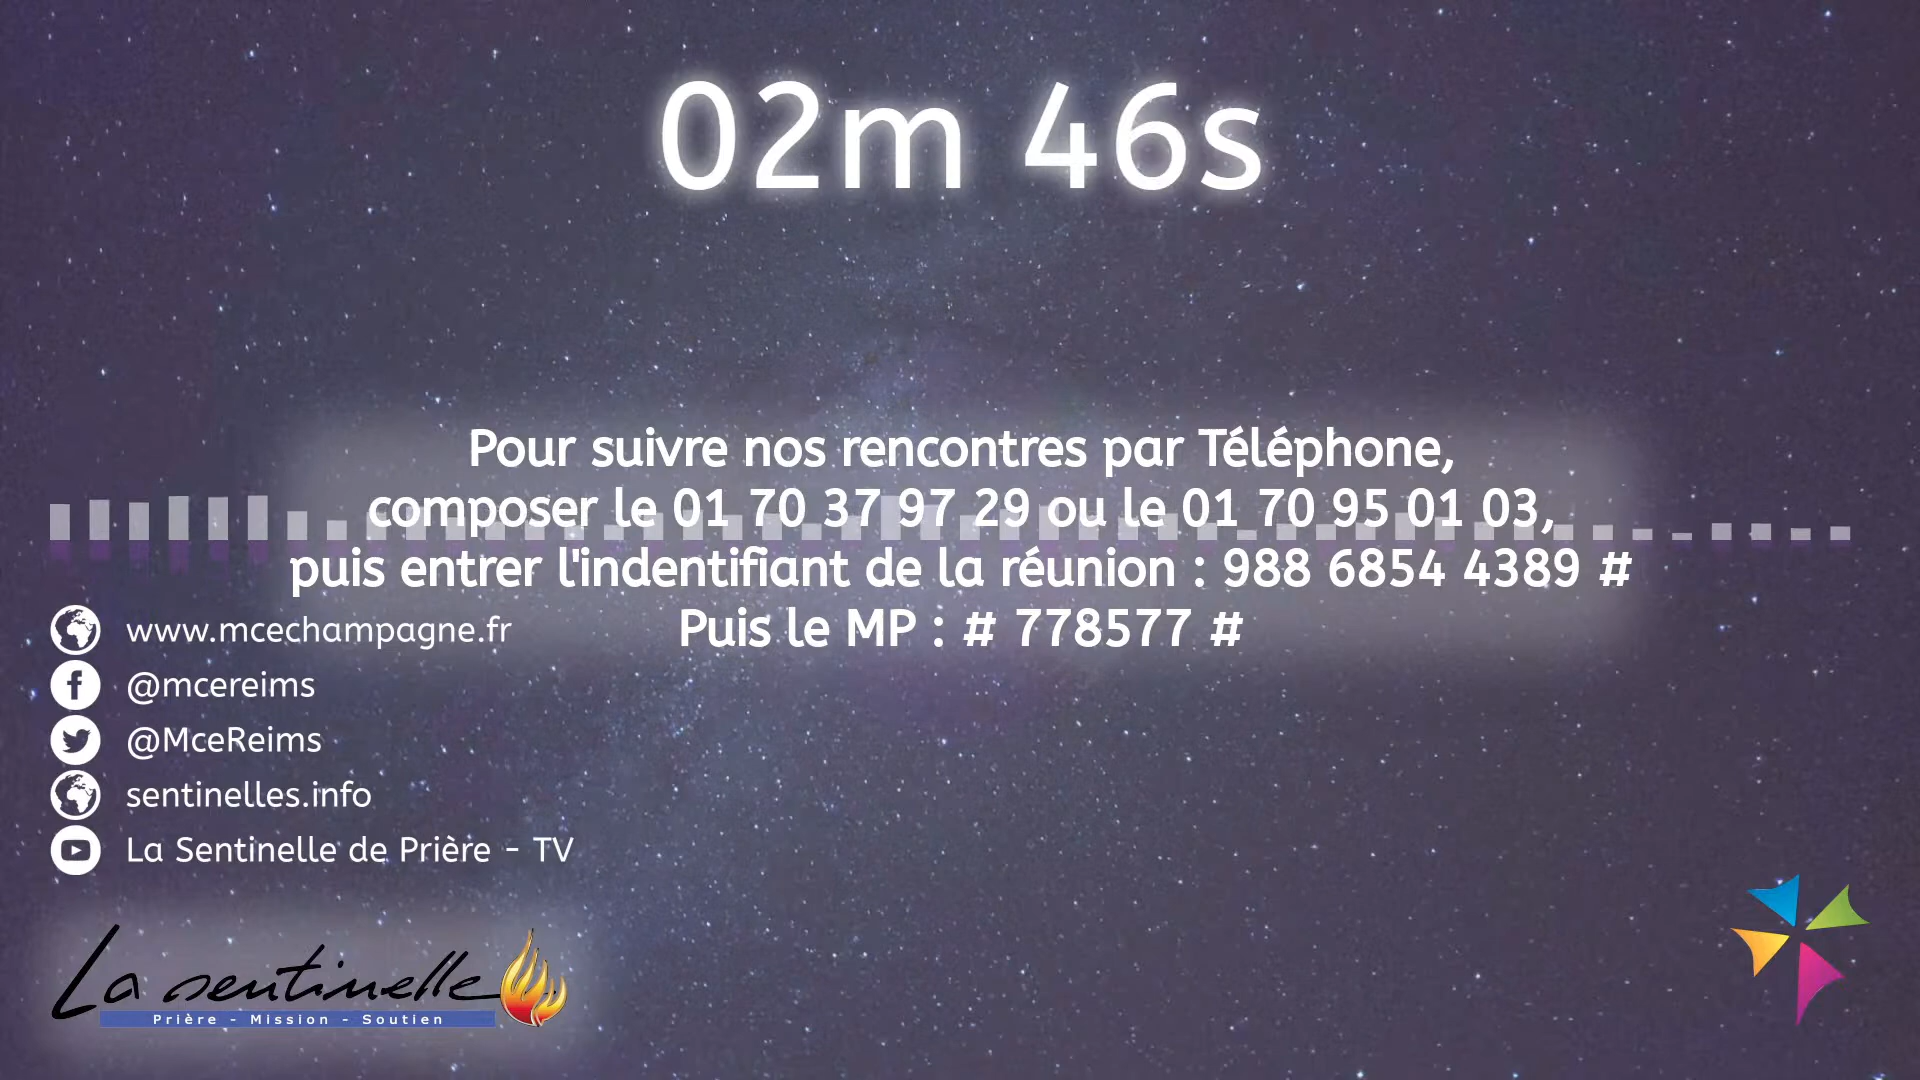 02m 46s
Pour suivre nos rencontres par Téléphone,
composer le 01 70 37 97 29 ou le 01 70 95 01 03,
puis entrer l'indentifiant de la réunion : 988 6854 4389 #
Puis le MP : # 778577 #
www.mcechampagne.fr
@mcereims
@MceReims
sentinelles.info
La Sentinelle de Prière - TV
La sentinelle
Prière - Mission - Soutien